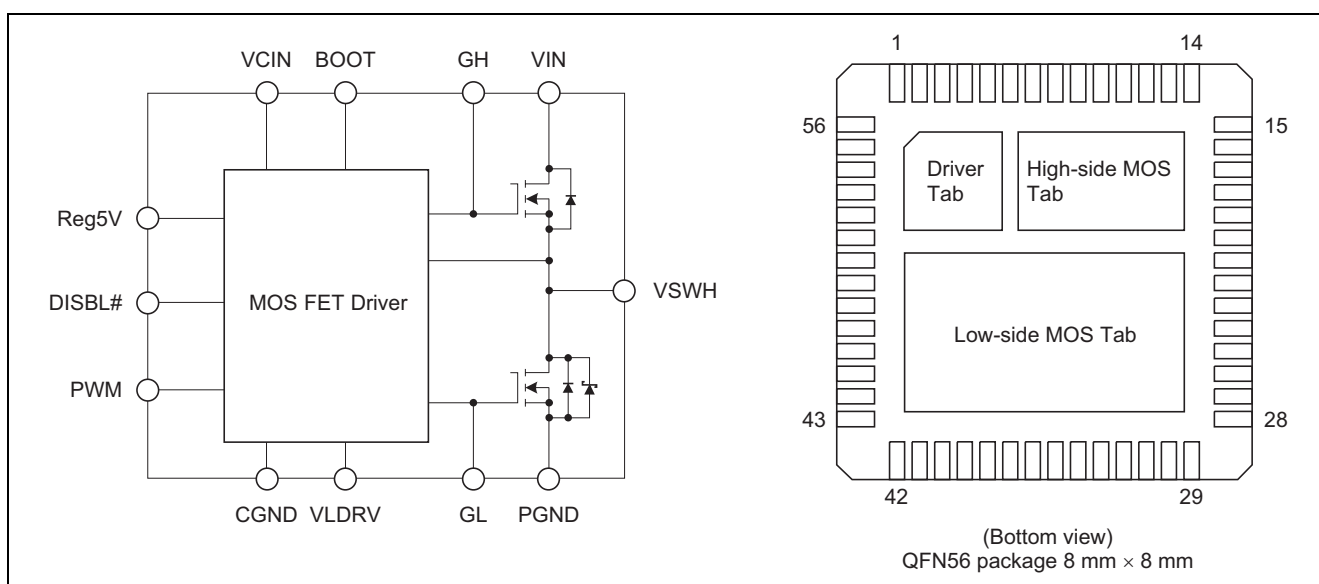 VCIN BOOT GH VIN
Reg5V
DISBL#
PWM
MOS FET Driver
VSWH
CGND VLDRV GL PGND
1 14
56 15
Driver
Tab
High-side MOS
Tab
Low-side MOS Tab
43 28
42 29
(Bottom view)
QFN56 package 8 mm × 8 mm